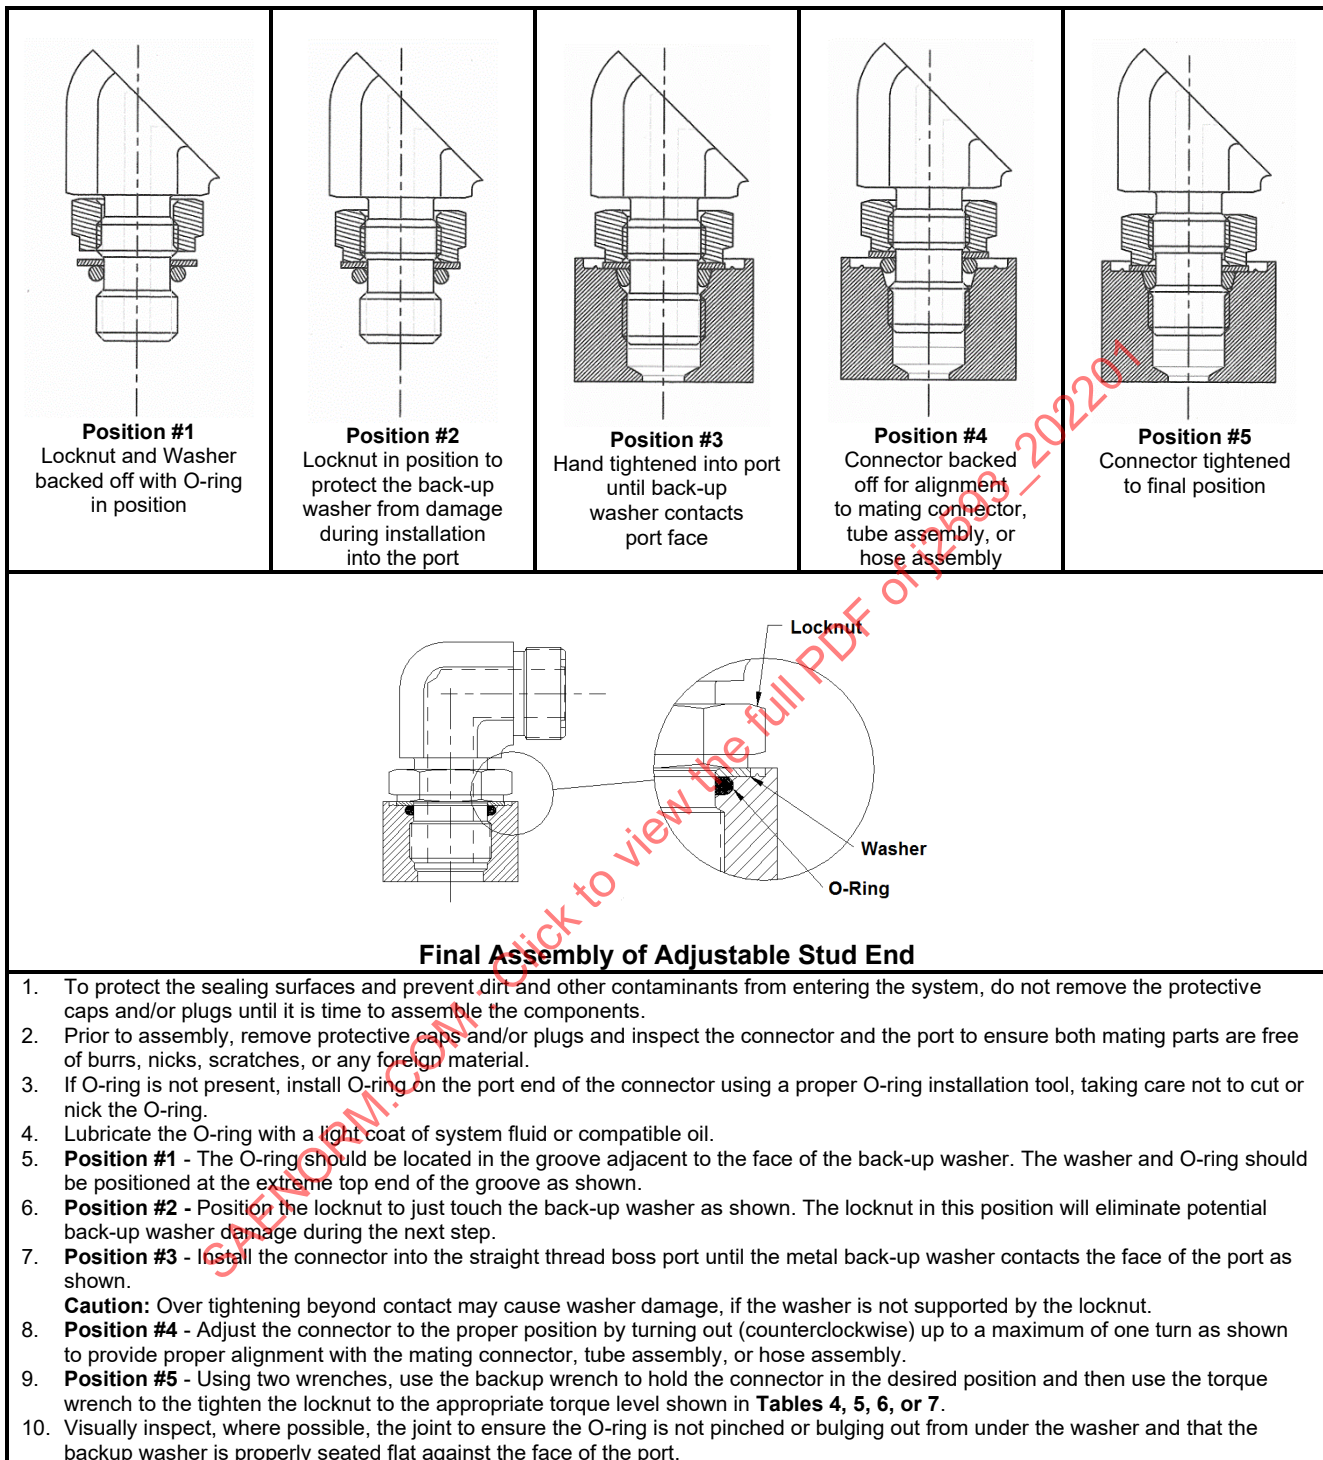 Position #1
Locknut and Washer
backed off with O-ring
in position
Position #2
Locknut in position to
protect the back-up
washer from damage
during installation
into the port
Position #3
Hand tightened into port
until back-up
washer contacts
port face
Position #4
Connector backed
off for alignment
to mating connector,
tube assembly, or
hose assembly
Position #5
Connector tightened
to final position
Locknut
Washer
O-Ring
Final Assembly of Adjustable Stud End
1. To protect the sealing surfaces and prevent dirt and other contaminants from entering the system, do not remove the protective
caps and/or plugs until it is time to assemble the components.
2. Prior to assembly, remove protective caps and/or plugs and inspect the connector and the port to ensure both mating parts are free
of burrs, nicks, scratches, or any foreign material.
3. If O-ring is not present, install O-ring on the port end of the connector using a proper O-ring installation tool, taking care not to cut or
nick the O-ring.
4. Lubricate the O-ring with a light coat of system fluid or compatible oil.
5. Position #1 - The O-ring should be located in the groove adjacent to the face of the back-up washer. The washer and O-ring should
be positioned at the extreme top end of the groove as shown.
6. Position #2 - Position the locknut to just touch the back-up washer as shown. The locknut in this position will eliminate potential
back-up washer damage during the next step.
7. Position #3 - Install the connector into the straight thread boss port until the metal back-up washer contacts the face of the port as
shown.
Caution: Over tightening beyond contact may cause washer damage, if the washer is not supported by the locknut.
8. Position #4 - Adjust the connector to the proper position by turning out (counterclockwise) up to a maximum of one turn as shown
to provide proper alignment with the mating connector, tube assembly, or hose assembly.
9. Position #5 - Using two wrenches, use the backup wrench to hold the connector in the desired position and then use the torque
wrench to the tighten the locknut to the appropriate torque level shown in Tables 4, 5, 6, or 7.
10. Visually inspect, where possible, the joint to ensure the O-ring is not pinched or bulging out from under the washer and that the
backup washer is properly seated flat against the face of the port.
SAENORM.COM : Click to view the full PDF of j2593_202201